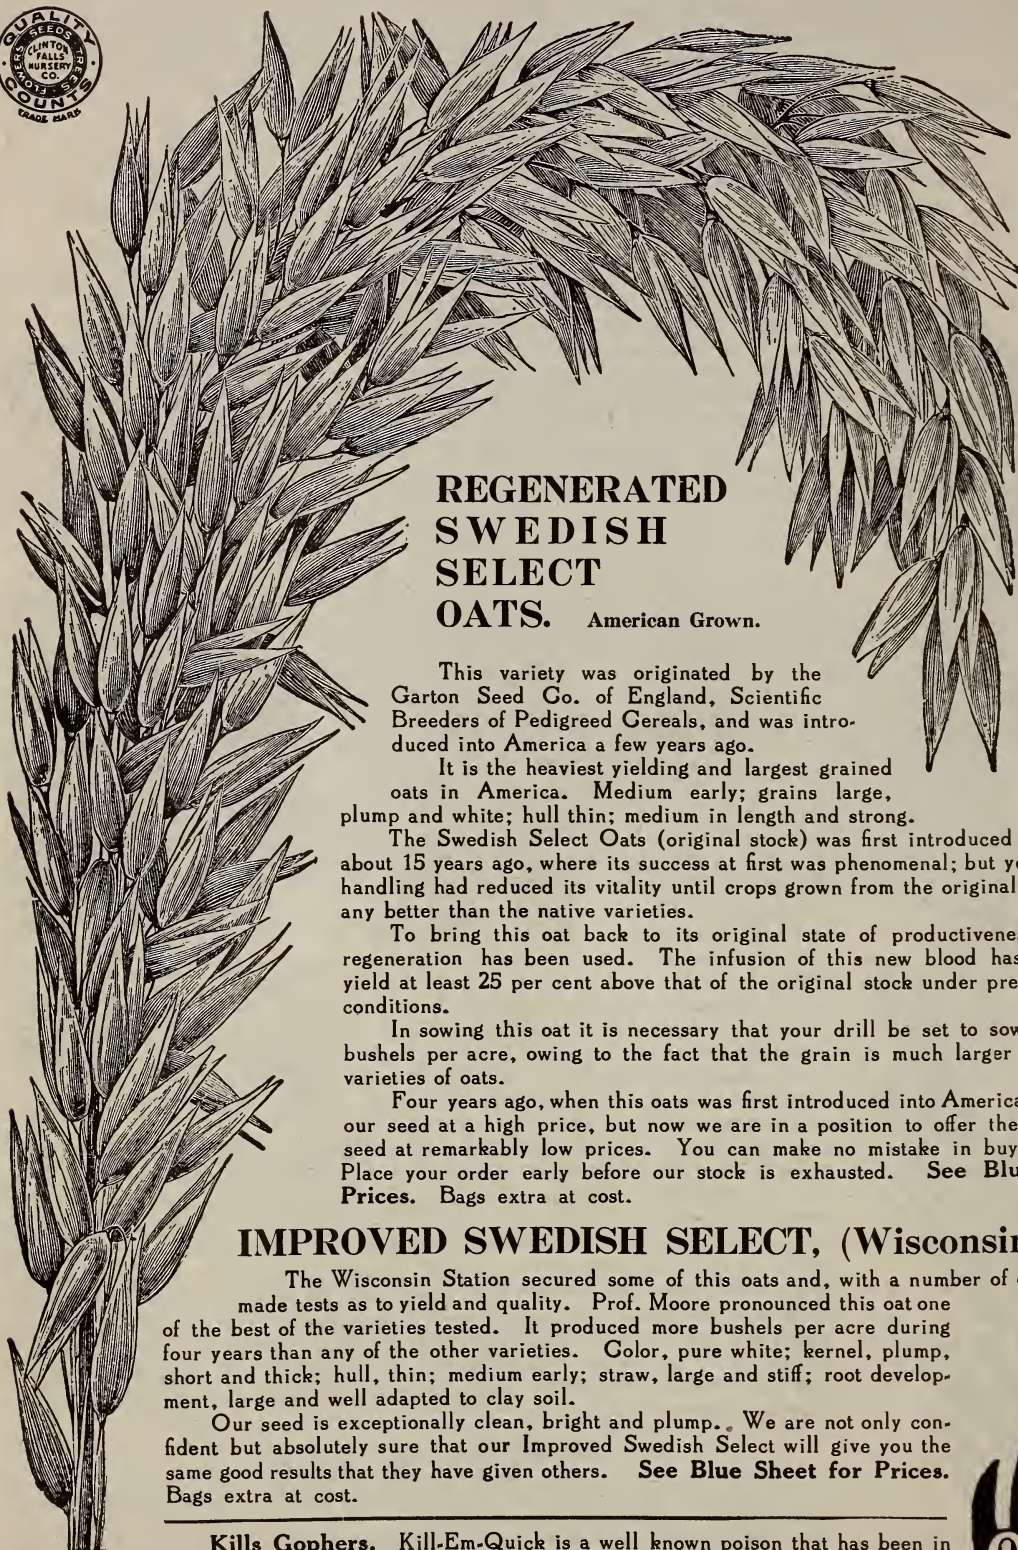 QUALITY
SEEDS TREES FLOWERS
CLINTON
FALLS
NURSERY
CO.
COUNTS
TRADE MARK
REGENERATED
SWEDISH
SELECT
OATS. American Grown.
This variety was originated by the
Garton Seed Co. of England, Scientific
Breeders of Pedigreed Cereals, and was intro-
duced into America a few years ago.
It is the heaviest yielding and largest grained
oats in America. Medium early; grains large,
plump and white; hull thin; medium in length and strong.
The Swedish Select Oats (original stock) was first introduced
about 15 years ago, where its success at first was phenomenal; but
handling had reduced its vitality until crops grown from the original
any better than the native varieties.
To bring this oat back to its original state of
regeneration has been used. The infusion of this new blood has
yield at least 25 per cent above that of the original stock under
conditions.
In sowing this oat it is necessary that your drill be set to
bushels per acre, owing to the fact that the grain is much larger
varieties of oats.
Four years ago, when this oats was first introduced into America
our seed at a high price, but now we are in a position to offer
seed at remarkably low prices. You can make no mistake in
Place your order early before our stock is exhausted. See
Prices. Bags extra at cost.
IMPROVED SWEDISH SELECT, (Wisconsin
The Wisconsin Station secured some of this oats and, with a number of
made tests as to yield and quality. Prof. Moore pronounced this oat one
of the best of the varieties tested. It produced more bushels per acre during
four years than any of the other varieties. Color, pure white; kernel, plump,
short and thick; hull, thin; medium early; straw, large and stiff; root develop-
ment, large and well adapted to clay soil.
Our seed is exceptionally clean, bright and plump. We are not only con-
fident but absolutely sure that our Improved Swedish Select will give you the
same good results that they have given others. See Blue Sheet for Prices.
Bags extra at cost.
Kills Gophers. Kill-Em-Quick is a well known poison that has been in